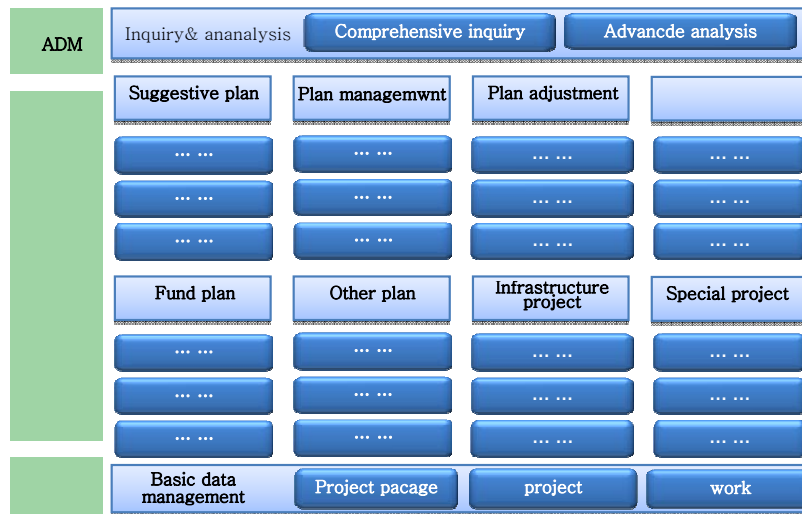 ADM
Inquiry& ananalysis
Comprehensive inquiry
Advancde analysis
Suggestive plan
Plan managemwnt
Plan adjustment
... ...
... ...
... ...
... ...
... ...
... ...
... ...
... ...
... ...
... ...
... ...
... ...
Fund plan
Other plan
Infrastructure
project
Special project
... ...
... ...
... ...
... ...
... ...
... ...
... ...
... ...
... ...
... ...
... ...
... ...
Basic data
management
Project pacage
project
work